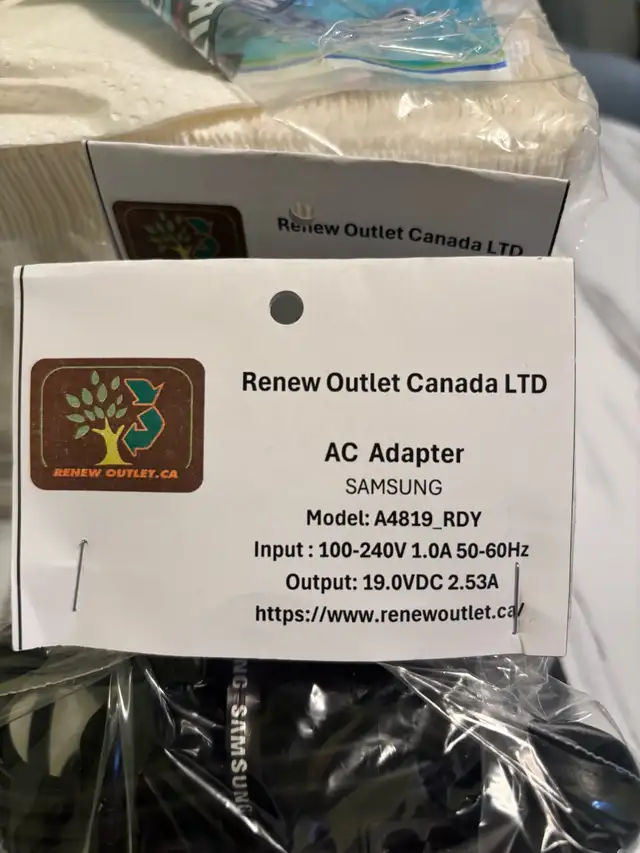 Renew Outlet Canada LTD
Renew Outlet Canada LTD
RENEW OUTLET.CA
AC Adapter
SAMSUNG
Model: A4819_RDY
Input : 100-240V 1.0A 50-60Hz
Output: 19.0VDC 2.53A
https://www.renewoutlet.ca/
SAMSUNG